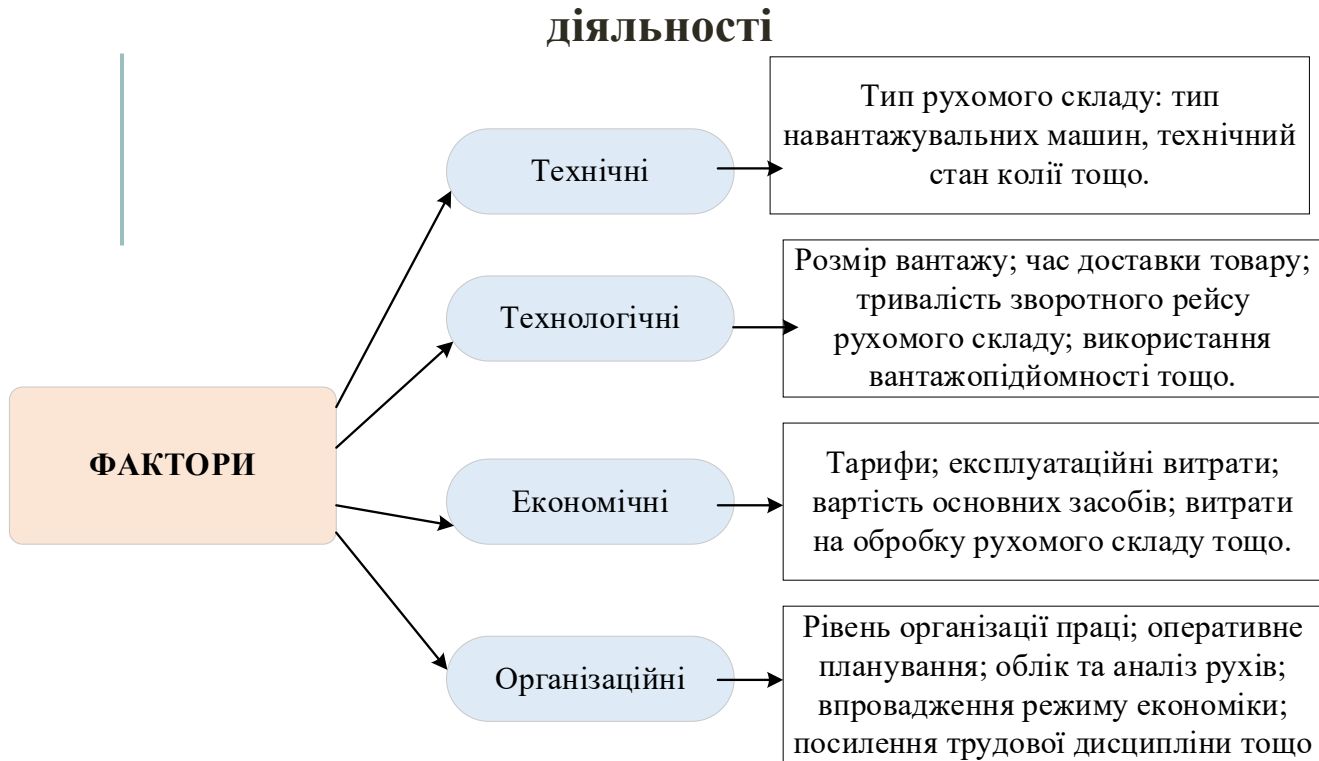 діяльності
ФАКТОРИ
Технічні
Тип рухомого складу: тип
навантажувальних машин, технічний
стан колії тощо.
Технологічні
Розмір вантажу; час доставки товару;
тривалість зворотного рейсу
рухомого складу; використання
вантажопідйомності тощо.
Економічні
Тарифи; експлуатаційні витрати;
вартість основних засобів; витрати
на обробку рухомого складу тощо.
Організаційні
Рівень організації праці; оперативне
планування; облік та аналіз рухів;
впровадження режиму економіки;
посилення трудової дисципліни тощо